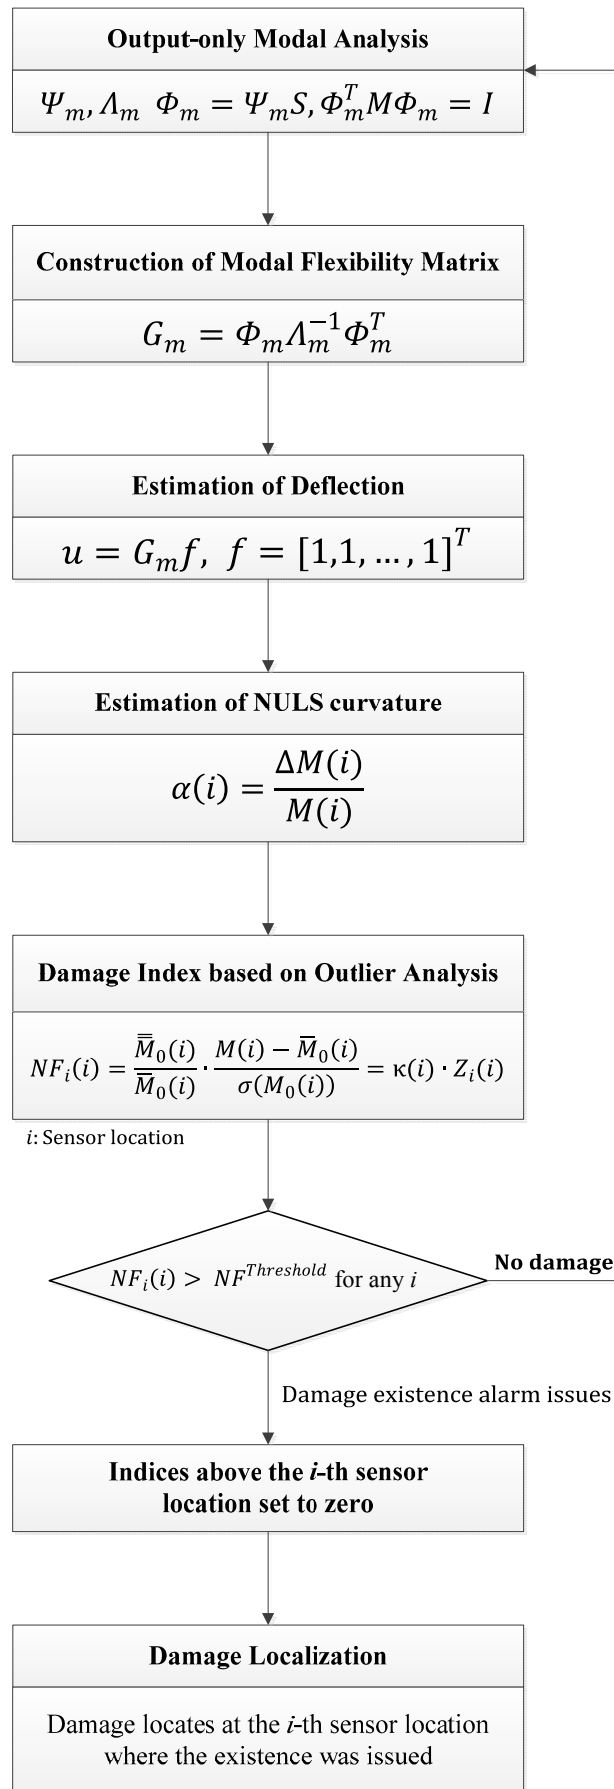 Output-only Modal Analysis
Ψ_m, Λ_m Φ_m = Ψ_m S, Φ_m^T M Φ_m = I
Construction of Modal Flexibility Matrix
G_m = Φ_m Λ_m^{-1} Φ_m^T
Estimation of Deflection
u = G_m f, f = [1,1, … , 1]^T
Estimation of NULS curvature
α(i) = ΔM(i) / M(i)
Damage Index based on Outlier Analysis
NF_i(i) = \bar{\bar{\bar{M}}}_0(i) / \bar{M}_0(i) · (M(i) − \bar{M}_0(i)) / σ(M_0(i)) = κ(i) · Z_i(i)
i: Sensor location
NF_i(i) > NF^{Threshold} for any i
No damage
Damage existence alarm issues
Indices above the i-th sensor
location set to zero
Damage Localization
Damage locates at the i-th sensor location
where the existence was issued